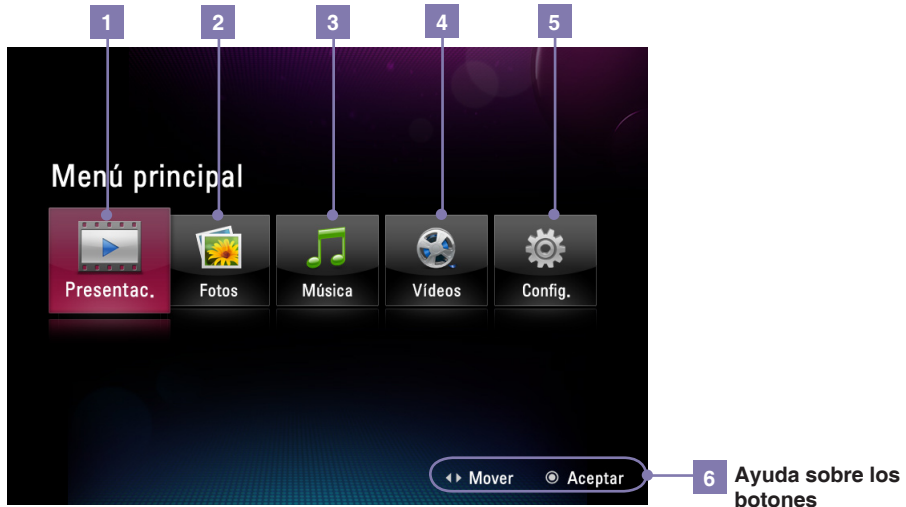 1 2 3 4 5
Menú principal
Presentac. Fotos Música Vídeos Config.
Mover Aceptar
6 Ayuda sobre los
botones